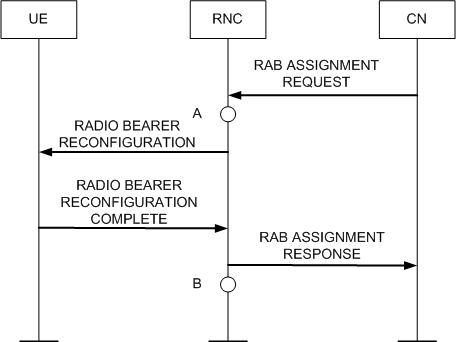 UE
RNC
CN
RAB ASSIGNMENT
REQUEST
A
RADIO BEARER
RECONFIGURATION
RADIO BEARER
RECONFIGURATION
COMPLETE
RAB ASSIGNMENT
RESPONSE
B